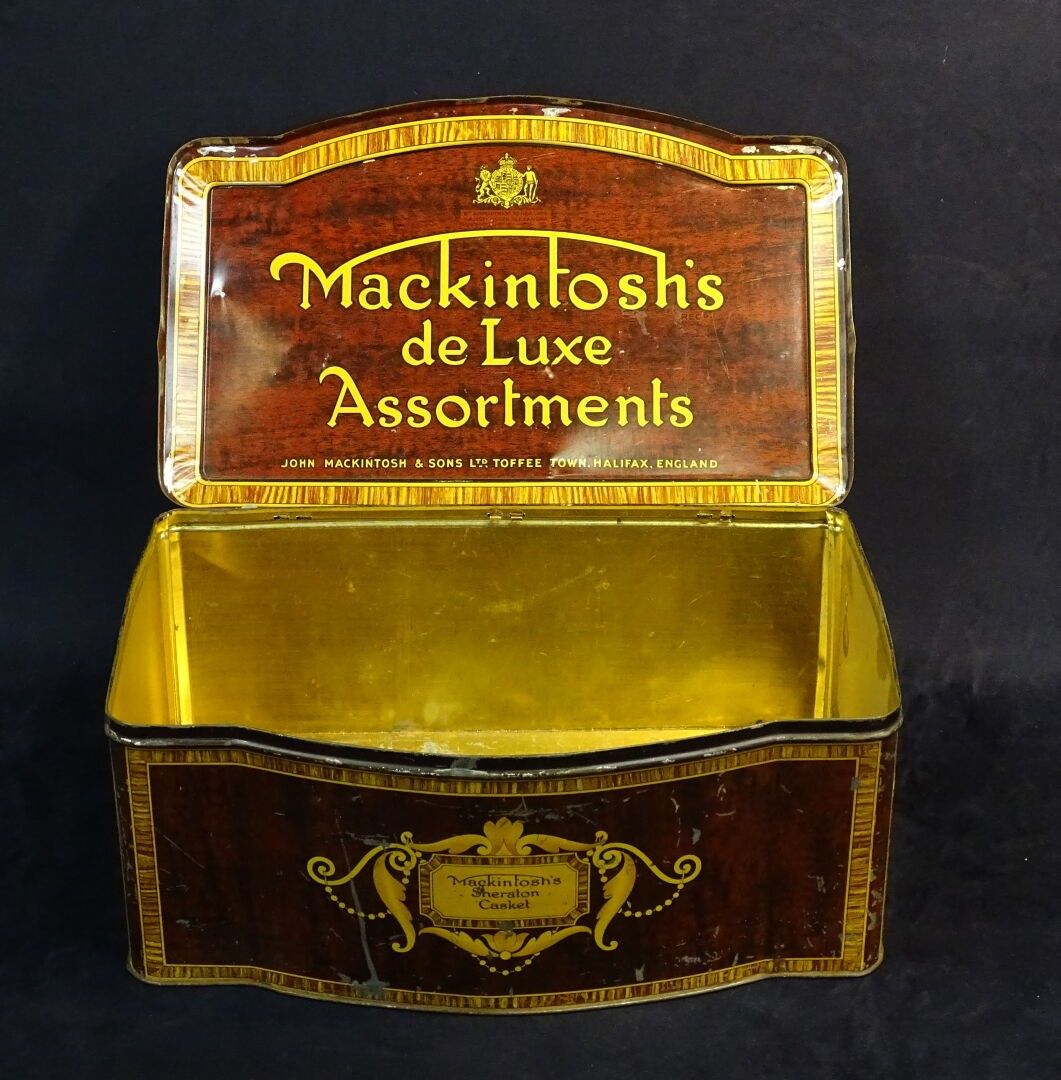 Mackintosh's
de Luxe
Assortments
JOHN MACKINTOSH & SONS LTD. TOFFEE TOWN, HALIFAX, ENGLAND
Mackintosh's
Sheraton
Casket